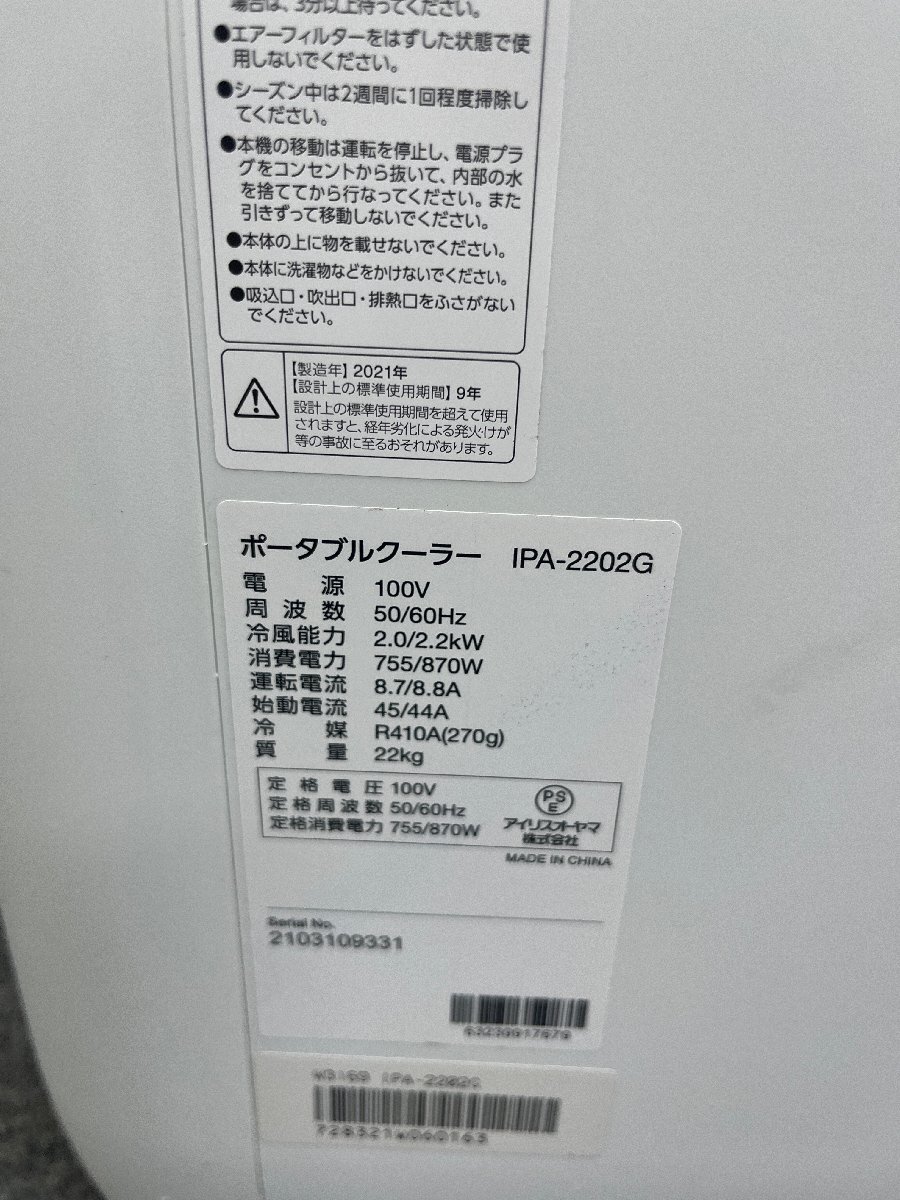 場合は、3分以上待ってください。
●エアーフィルターをはずした状態で使
用しないでください。
●シーズン中は2週間に1回程度掃除し
てください。
●本機の移動は運転を停止し、電源プラ
グをコンセントから抜いて、内部の水
を捨ててから行なってください。また
引きずって移動しないでください。
●本体の上に物を載せないでください。
●本体に洗濯物などをかけないでください。
●吸込口・吹出口・排熱口をふさがない
でください。
【製造年】2021年
【設計上の標準使用期間】9年
設計上の標準使用期間を超えて使用
されますと、経年劣化による発火けが
等の事故に至るおそれがあります。
ポータブルクーラー IPA-2202G
電源 100V
周波数 50/60Hz
冷風能力 2.0/2.2kW
消費電力 755/870W
運転電流 8.7/8.8A
始動電流 45/44A
冷媒 R410A(270g)
質量 22kg
定格電圧 100V
定格周波数 50/60Hz
定格消費電力 755/870W
PSE
アイリスオーヤマ
株式会社
MADE IN CHINA
Serial No.
2103109331
IPA-2202G